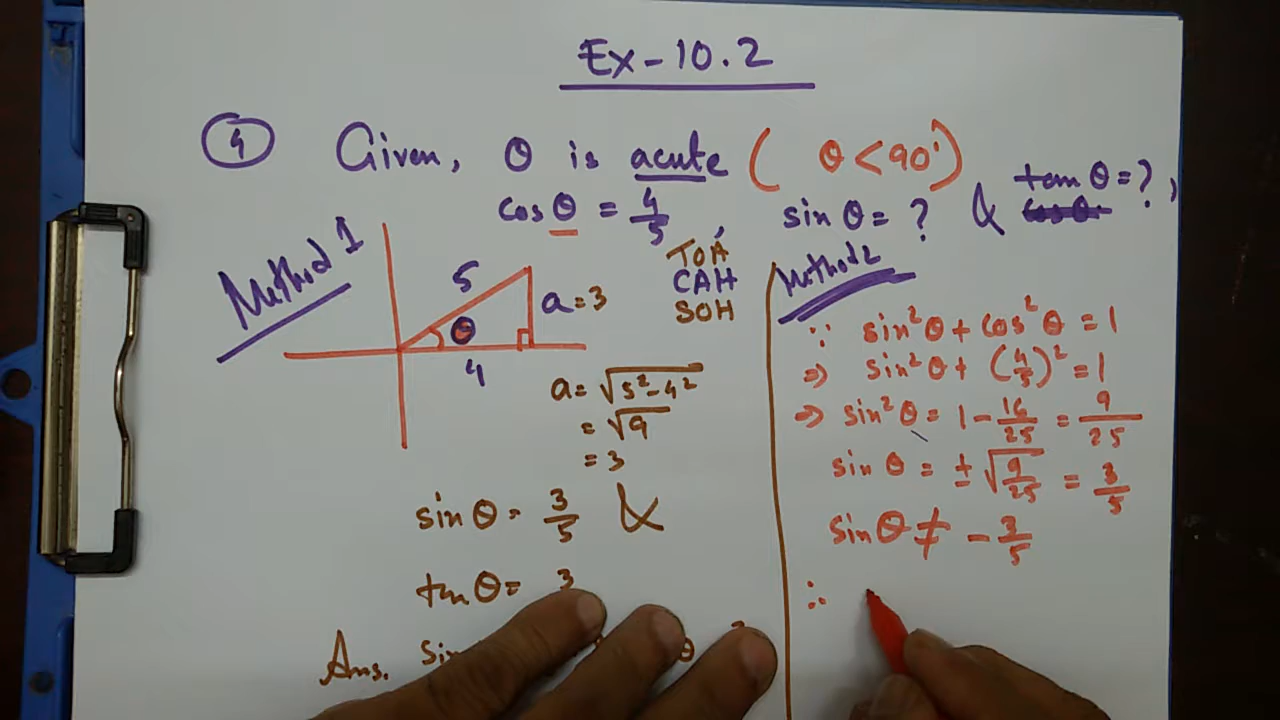 Ex-10.2
4 Given, θ is acute ( θ < 90° )
cos θ = 4/5 , sin θ = ? & tan θ = ?,
Method 1
5
a = 3
θ
4
TOA
CAH
SOH
a = √5² - 4²
= √9
= 3
sin θ = 3/5 &
tan θ = 3
Ans.
Method 2
∵ sin²θ + cos²θ = 1
⇒ sin²θ + (4/5)² = 1
⇒ sin²θ = 1 - 16/25 = 9/25
sin θ = ± √9/25 = 3/5
sin θ ≠ - 3/5
∴